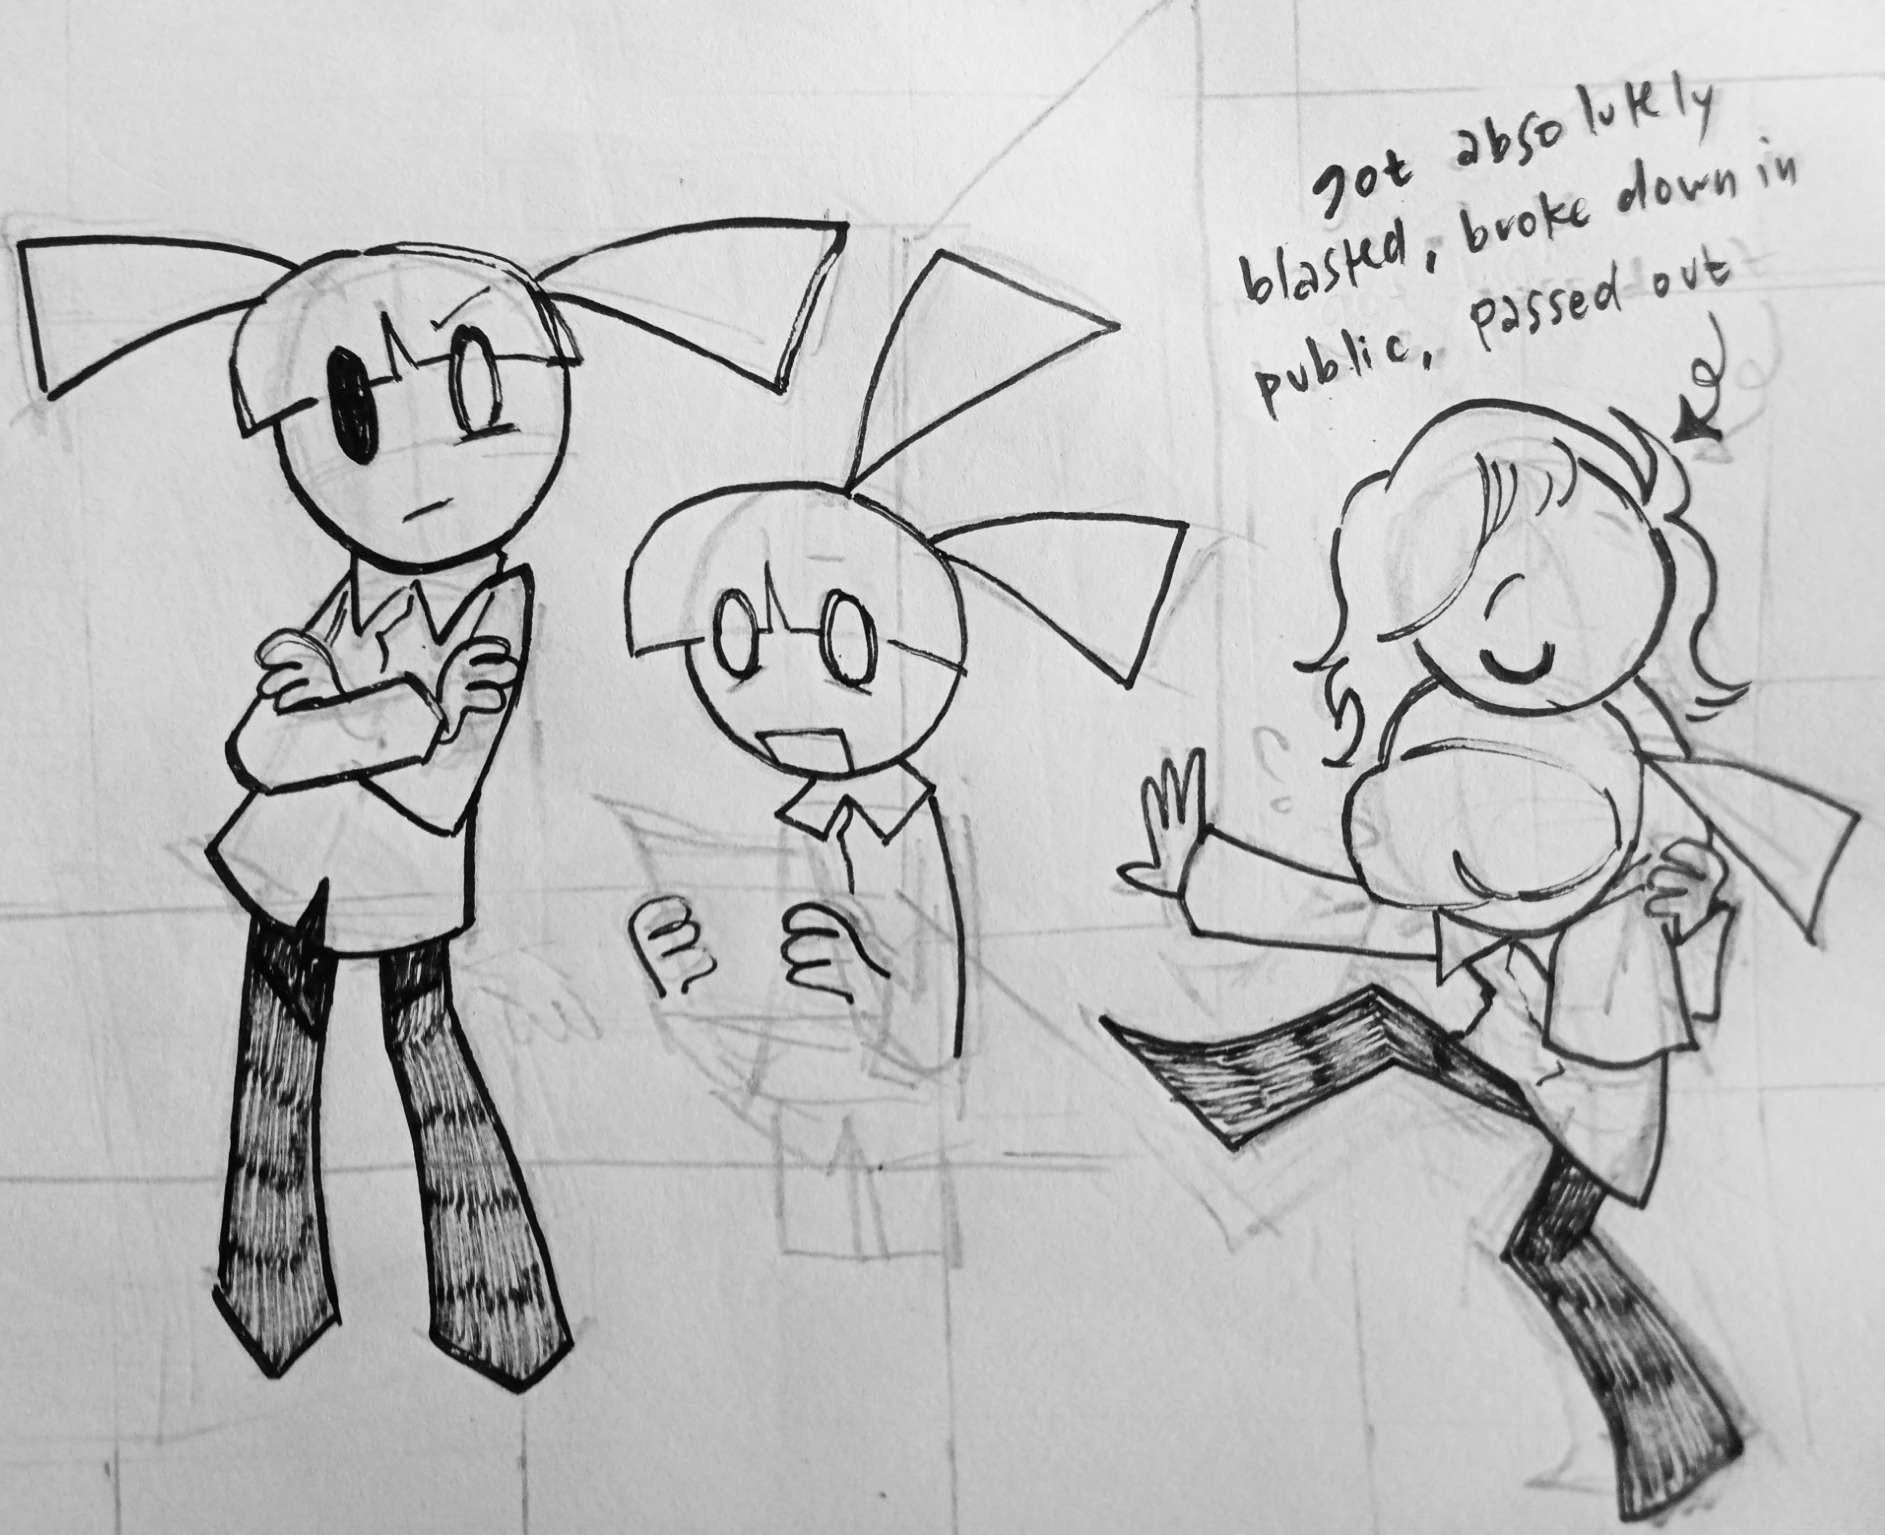 got absolutely
blasted, broke down in
public, passed out